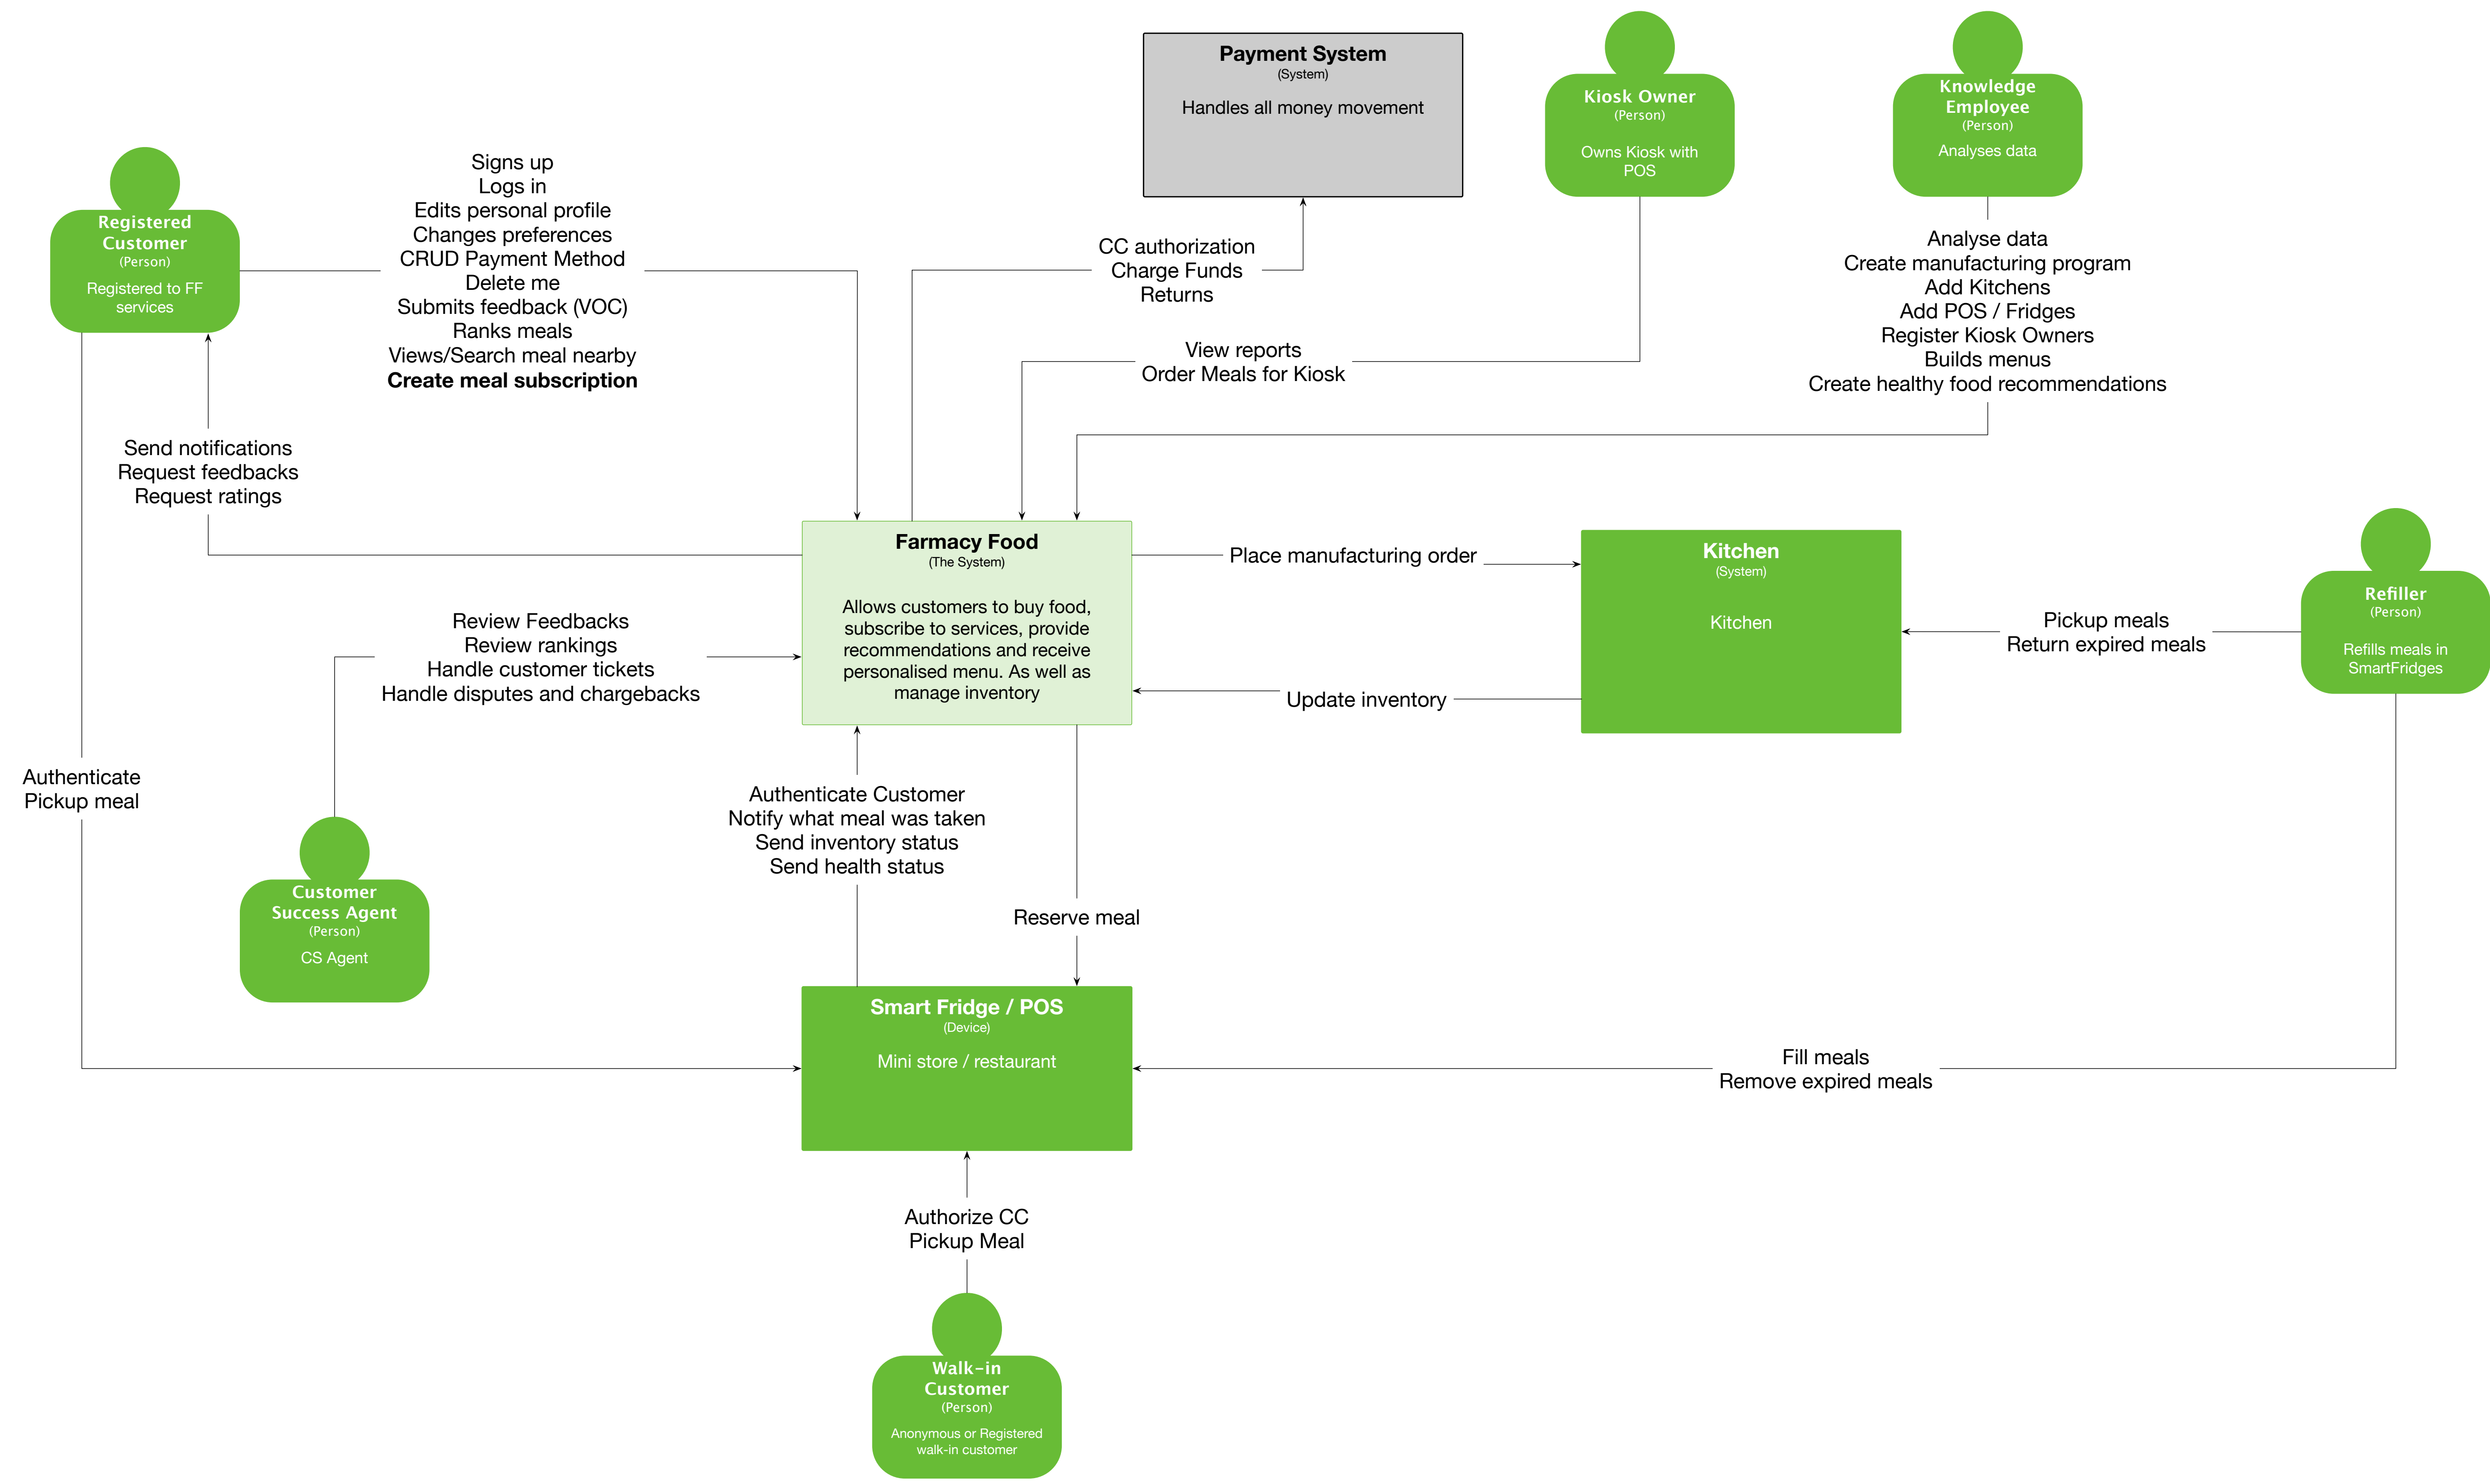 Payment System
(System)
Handles all money movement
Kiosk Owner
(Person)
Owns Kiosk with
POS
Knowledge
Employee
(Person)
Analyses data
Registered
Customer
(Person)
Registered to FF
services
Signs up
Logs in
Edits personal profile
Changes preferences
CRUD Payment Method
Delete me
Submits feedback (VOC)
Ranks meals
Views/Search meal nearby
Create meal subscription
CC authorization
Charge Funds
Returns
View reports
Order Meals for Kiosk
Analyse data
Create manufacturing program
Add Kitchens
Add POS / Fridges
Register Kiosk Owners
Builds menus
Create healthy food recommendations
Send notifications
Request feedbacks
Request ratings
Farmacy Food
(The System)
Allows customers to buy food,
subscribe to services, provide
recommendations and receive
personalised menu. As well as
manage inventory
Place manufacturing order
Kitchen
(System)
Kitchen
Refiller
(Person)
Refills meals in
SmartFridges
Pickup meals
Return expired meals
Update inventory
Review Feedbacks
Review rankings
Handle customer tickets
Handle disputes and chargebacks
Authenticate
Pickup meal
Authenticate Customer
Notify what meal was taken
Send inventory status
Send health status
Reserve meal
Customer
Success Agent
(Person)
CS Agent
Smart Fridge / POS
(Device)
Mini store / restaurant
Fill meals
Remove expired meals
Authorize CC
Pickup Meal
Walk-in
Customer
(Person)
Anonymous or Registered
walk-in customer